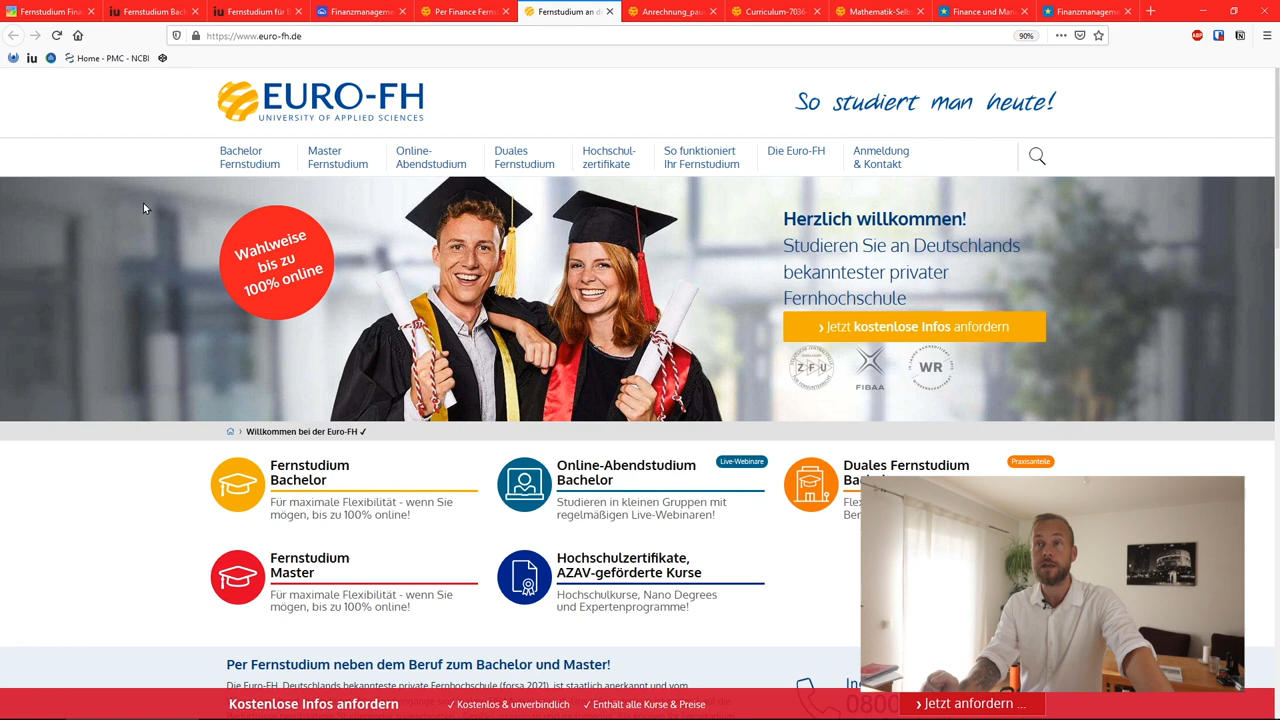 Fernstudium Fina
Fernstudium Bach
Fernstudium für B
Finanzmanageme
Per Finance Ferns
Fernstudium an d
Anrechnung_pau
Curriculum-7036-
Mathematik-Selb
Finance und Man
Finanzmanageme
https://www.euro-fh.de
90%
iu
Home - PMC - NCBI
EURO-FH
UNIVERSITY OF APPLIED SCIENCES
So studiert man heute!
Bachelor
Fernstudium
Master
Fernstudium
Online-
Abendstudium
Duales
Fernstudium
Hochschul-
zertifikate
So funktioniert
Ihr Fernstudium
Die Euro-FH
Anmeldung
& Kontakt
Wahlweise
bis zu
100% online
Herzlich willkommen!
Studieren Sie an Deutschlands
bekanntester privater
Fernhochschule
› Jetzt kostenlose Infos anfordern
ZFU
FIBAA
WR
› Willkommen bei der Euro-FH ✓
Fernstudium
Bachelor
Für maximale Flexibilität - wenn Sie
mögen, bis zu 100% online!
Online-Abendstudium
Bachelor
Live-Webinare
Studieren in kleinen Gruppen mit
regelmäßigen Live-Webinaren!
Duales Fernstudium
Praxisanteile
Fernstudium
Master
Für maximale Flexibilität - wenn Sie
mögen, bis zu 100% online!
Hochschulzertifikate,
AZAV-geförderte Kurse
Hochschulkurse, Nano Degrees
und Expertenprogramme!
Per Fernstudium neben dem Beruf zum Bachelor und Master!
Die Euro-FH, Deutschlands bekannteste private Fernhochschule (forsa 2021), ist staatlich anerkannt und vom
0800
Kostenlose Infos anfordern
✓ Kostenlos & unverbindlich
✓ Enthält alle Kurse & Preise
› Jetzt anfordern ...